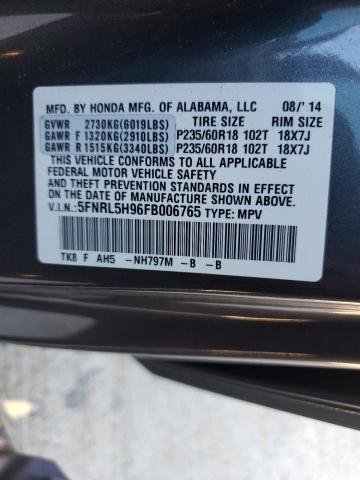 MFD. BY HONDA MFG. OF ALABAMA, LLC 08/'14
GVWR 2730KG(6019LBS) TIRE SIZE RIM SIZE
GAWR F 1320KG(2910LBS) P235/60R18 102T 18X7J
GAWR R 1515KG(3340LBS) P235/60R18 102T 18X7J
THIS VEHICLE CONFORMS TO ALL APPLICABLE
FEDERAL MOTOR VEHICLE SAFETY AND
STANDARDS IN EFFECT ON THE DATE OF
MANUFACTURE SHOWN ABOVE.
V.I.N.:5FNRL5H96FB006765 TYPE: MPV
TK8 F AH5 -NH797M -B -B